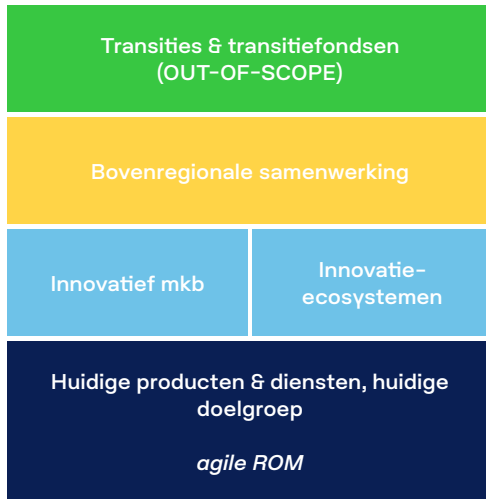 Transities & transitiefondsen
(OUT-OF-SCOPE)
Bovenregionale samenwerking
Innovatief mkb
Innovatie-
ecosystemen
Huidige producten & diensten, huidige
doelgroep
agile ROM